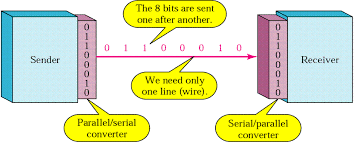 The 8 bits are sent
one after another.
0
1
1
0
0
0
1
0
Sender
0 1 1 0 0 0 1 0
We need only
one line (wire).
0
1
1
0
0
0
1
0
Receiver
Parallel/serial
converter
Serial/parallel
converter